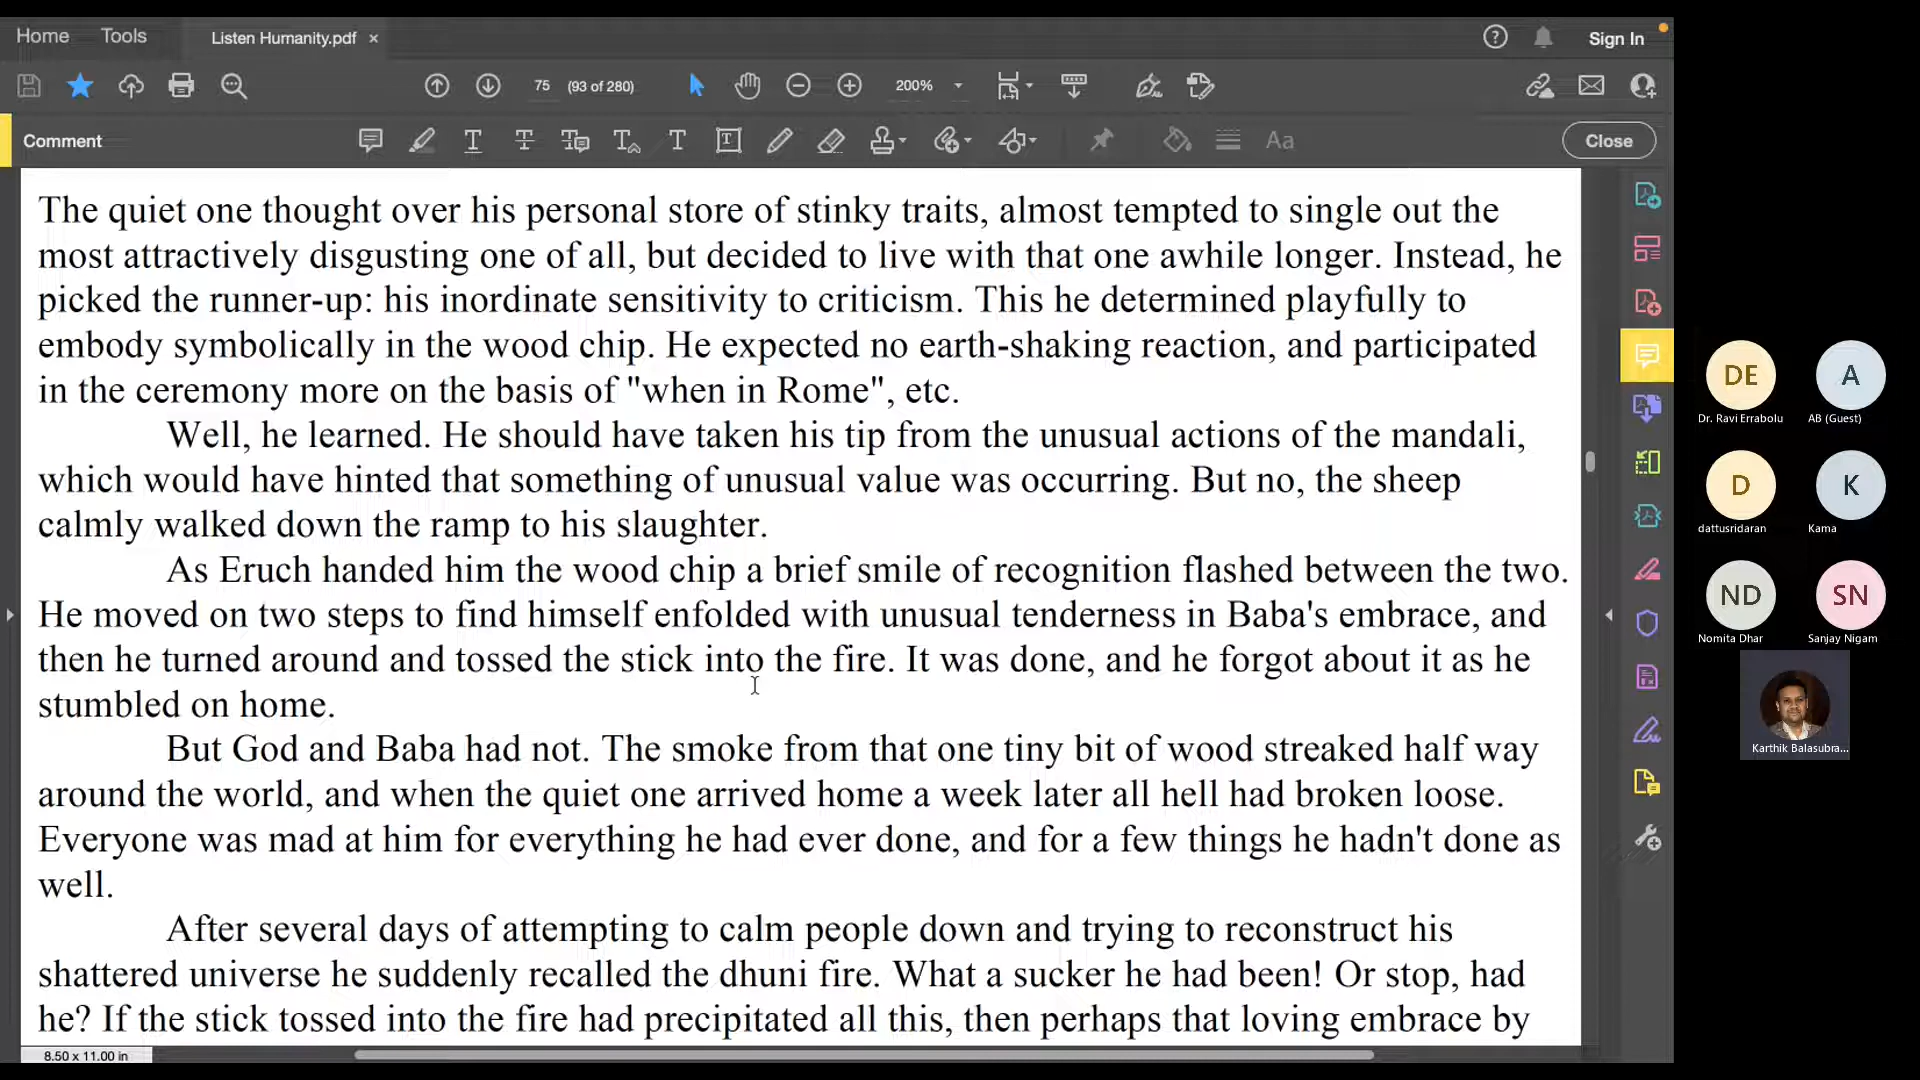 Home Tools Listen Humanity.pdf × Sign In
75 (93 of 280) 200%
Comment Close
The quiet one thought over his personal store of stinky traits, almost tempted to single out the
most attractively disgusting one of all, but decided to live with that one awhile longer. Instead, he
picked the runner-up: his inordinate sensitivity to criticism. This he determined playfully to
embody symbolically in the wood chip. He expected no earth-shaking reaction, and participated
in the ceremony more on the basis of "when in Rome", etc.
Well, he learned. He should have taken his tip from the unusual actions of the mandali,
which would have hinted that something of unusual value was occurring. But no, the sheep
calmly walked down the ramp to his slaughter.
As Eruch handed him the wood chip a brief smile of recognition flashed between the two.
He moved on two steps to find himself enfolded with unusual tenderness in Baba's embrace, and
then he turned around and tossed the stick into the fire. It was done, and he forgot about it as he
stumbled on home.
But God and Baba had not. The smoke from that one tiny bit of wood streaked half way
around the world, and when the quiet one arrived home a week later all hell had broken loose.
Everyone was mad at him for everything he had ever done, and for a few things he hadn't done as
well.
After several days of attempting to calm people down and trying to reconstruct his
shattered universe he suddenly recalled the dhuni fire. What a sucker he had been! Or stop, had
he? If the stick tossed into the fire had precipitated all this, then perhaps that loving embrace by
8.50 x 11.00 in
DE A
Dr. Ravi Errabolu AB (Guest)
D K
dattusridaran Kama
ND SN
Nomita Dhar Sanjay Nigam
Karthik Balasubra...